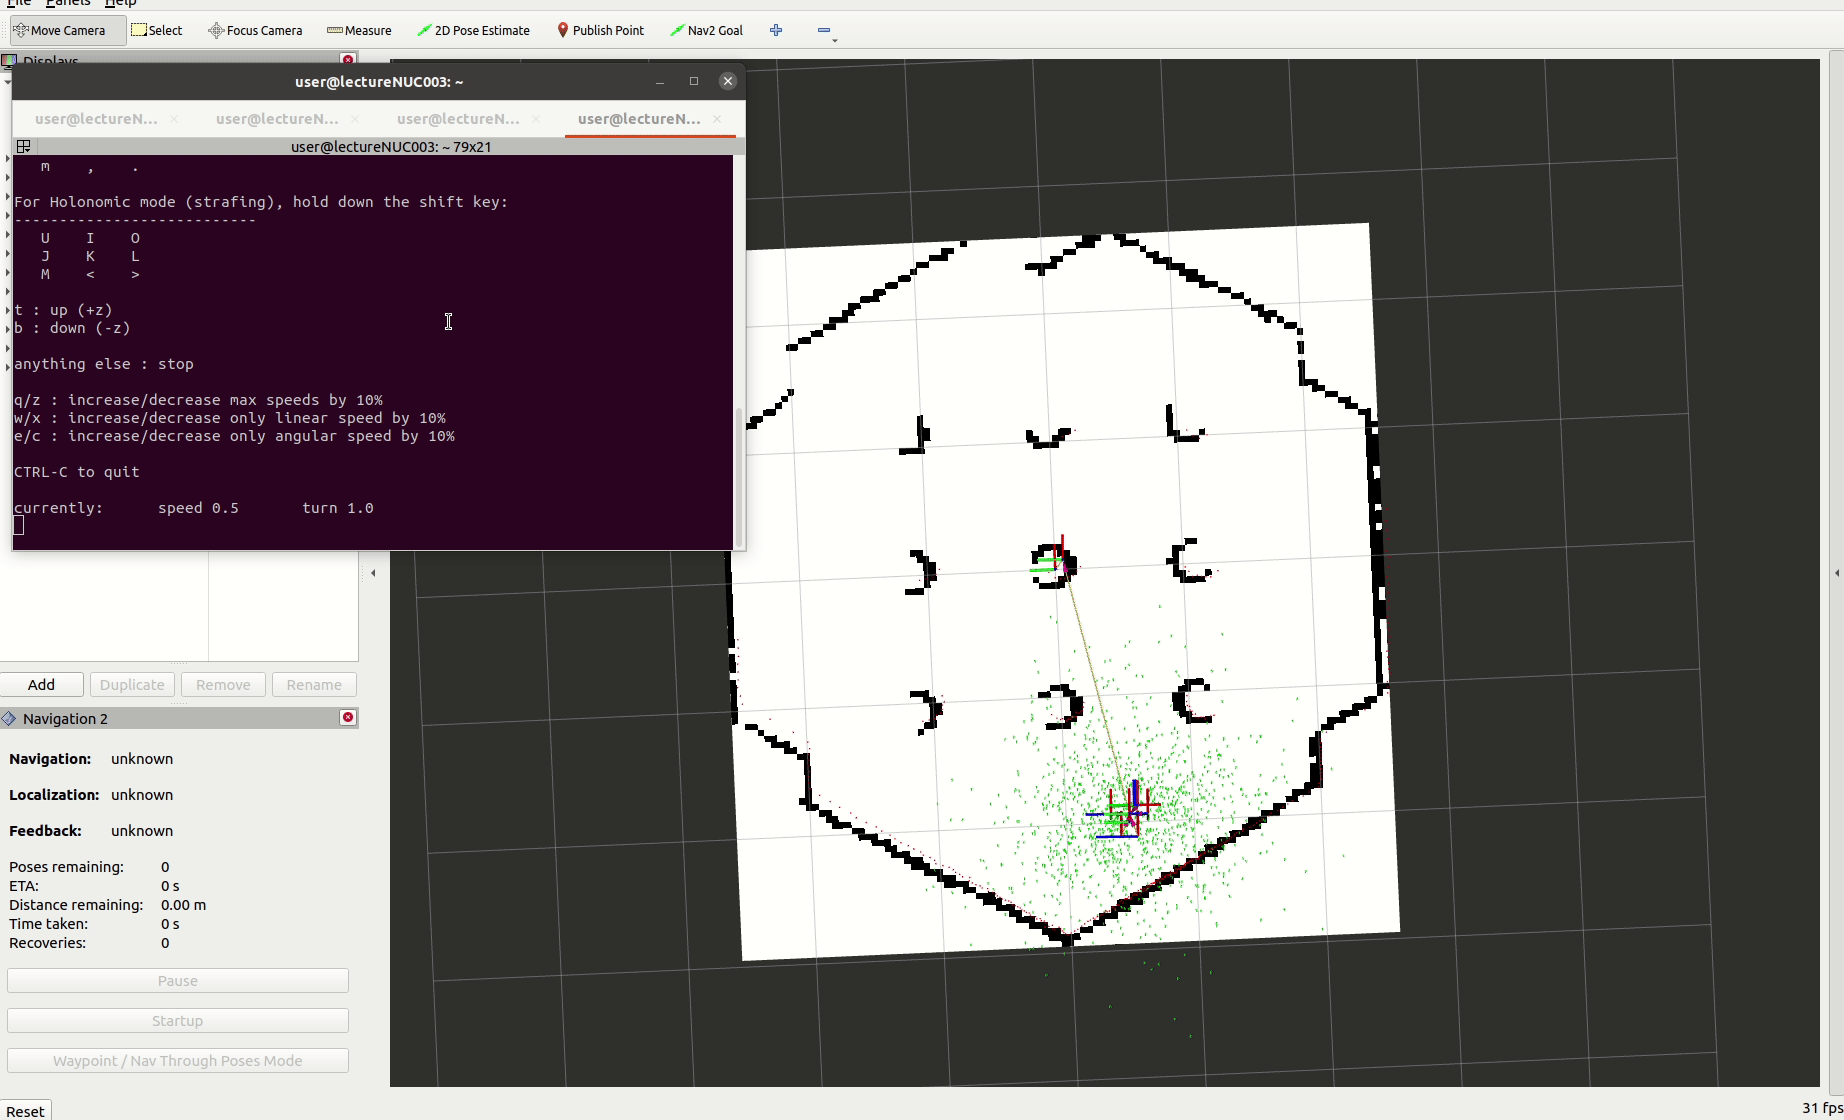 File Panels Help
Move Camera Select Focus Camera Measure 2D Pose Estimate Publish Point Nav2 Goal
Displays
user@lectureNUC003: ~
user@lectureN... user@lectureN... user@lectureN... user@lectureN...
user@lectureNUC003: ~ 79x21
m , .
For Holonomic mode (strafing), hold down the shift key:
---------------------------
U I O
J K L
M < >
t : up (+z)
b : down (-z)
anything else : stop
q/z : increase/decrease max speeds by 10%
w/x : increase/decrease only linear speed by 10%
e/c : increase/decrease only angular speed by 10%
CTRL-C to quit
currently: speed 0.5 turn 1.0
Add Duplicate Remove Rename
Navigation 2
Navigation: unknown
Localization: unknown
Feedback: unknown
Poses remaining: 0
ETA: 0 s
Distance remaining: 0.00 m
Time taken: 0 s
Recoveries: 0
Pause
Startup
Waypoint / Nav Through Poses Mode
Reset
31 fps